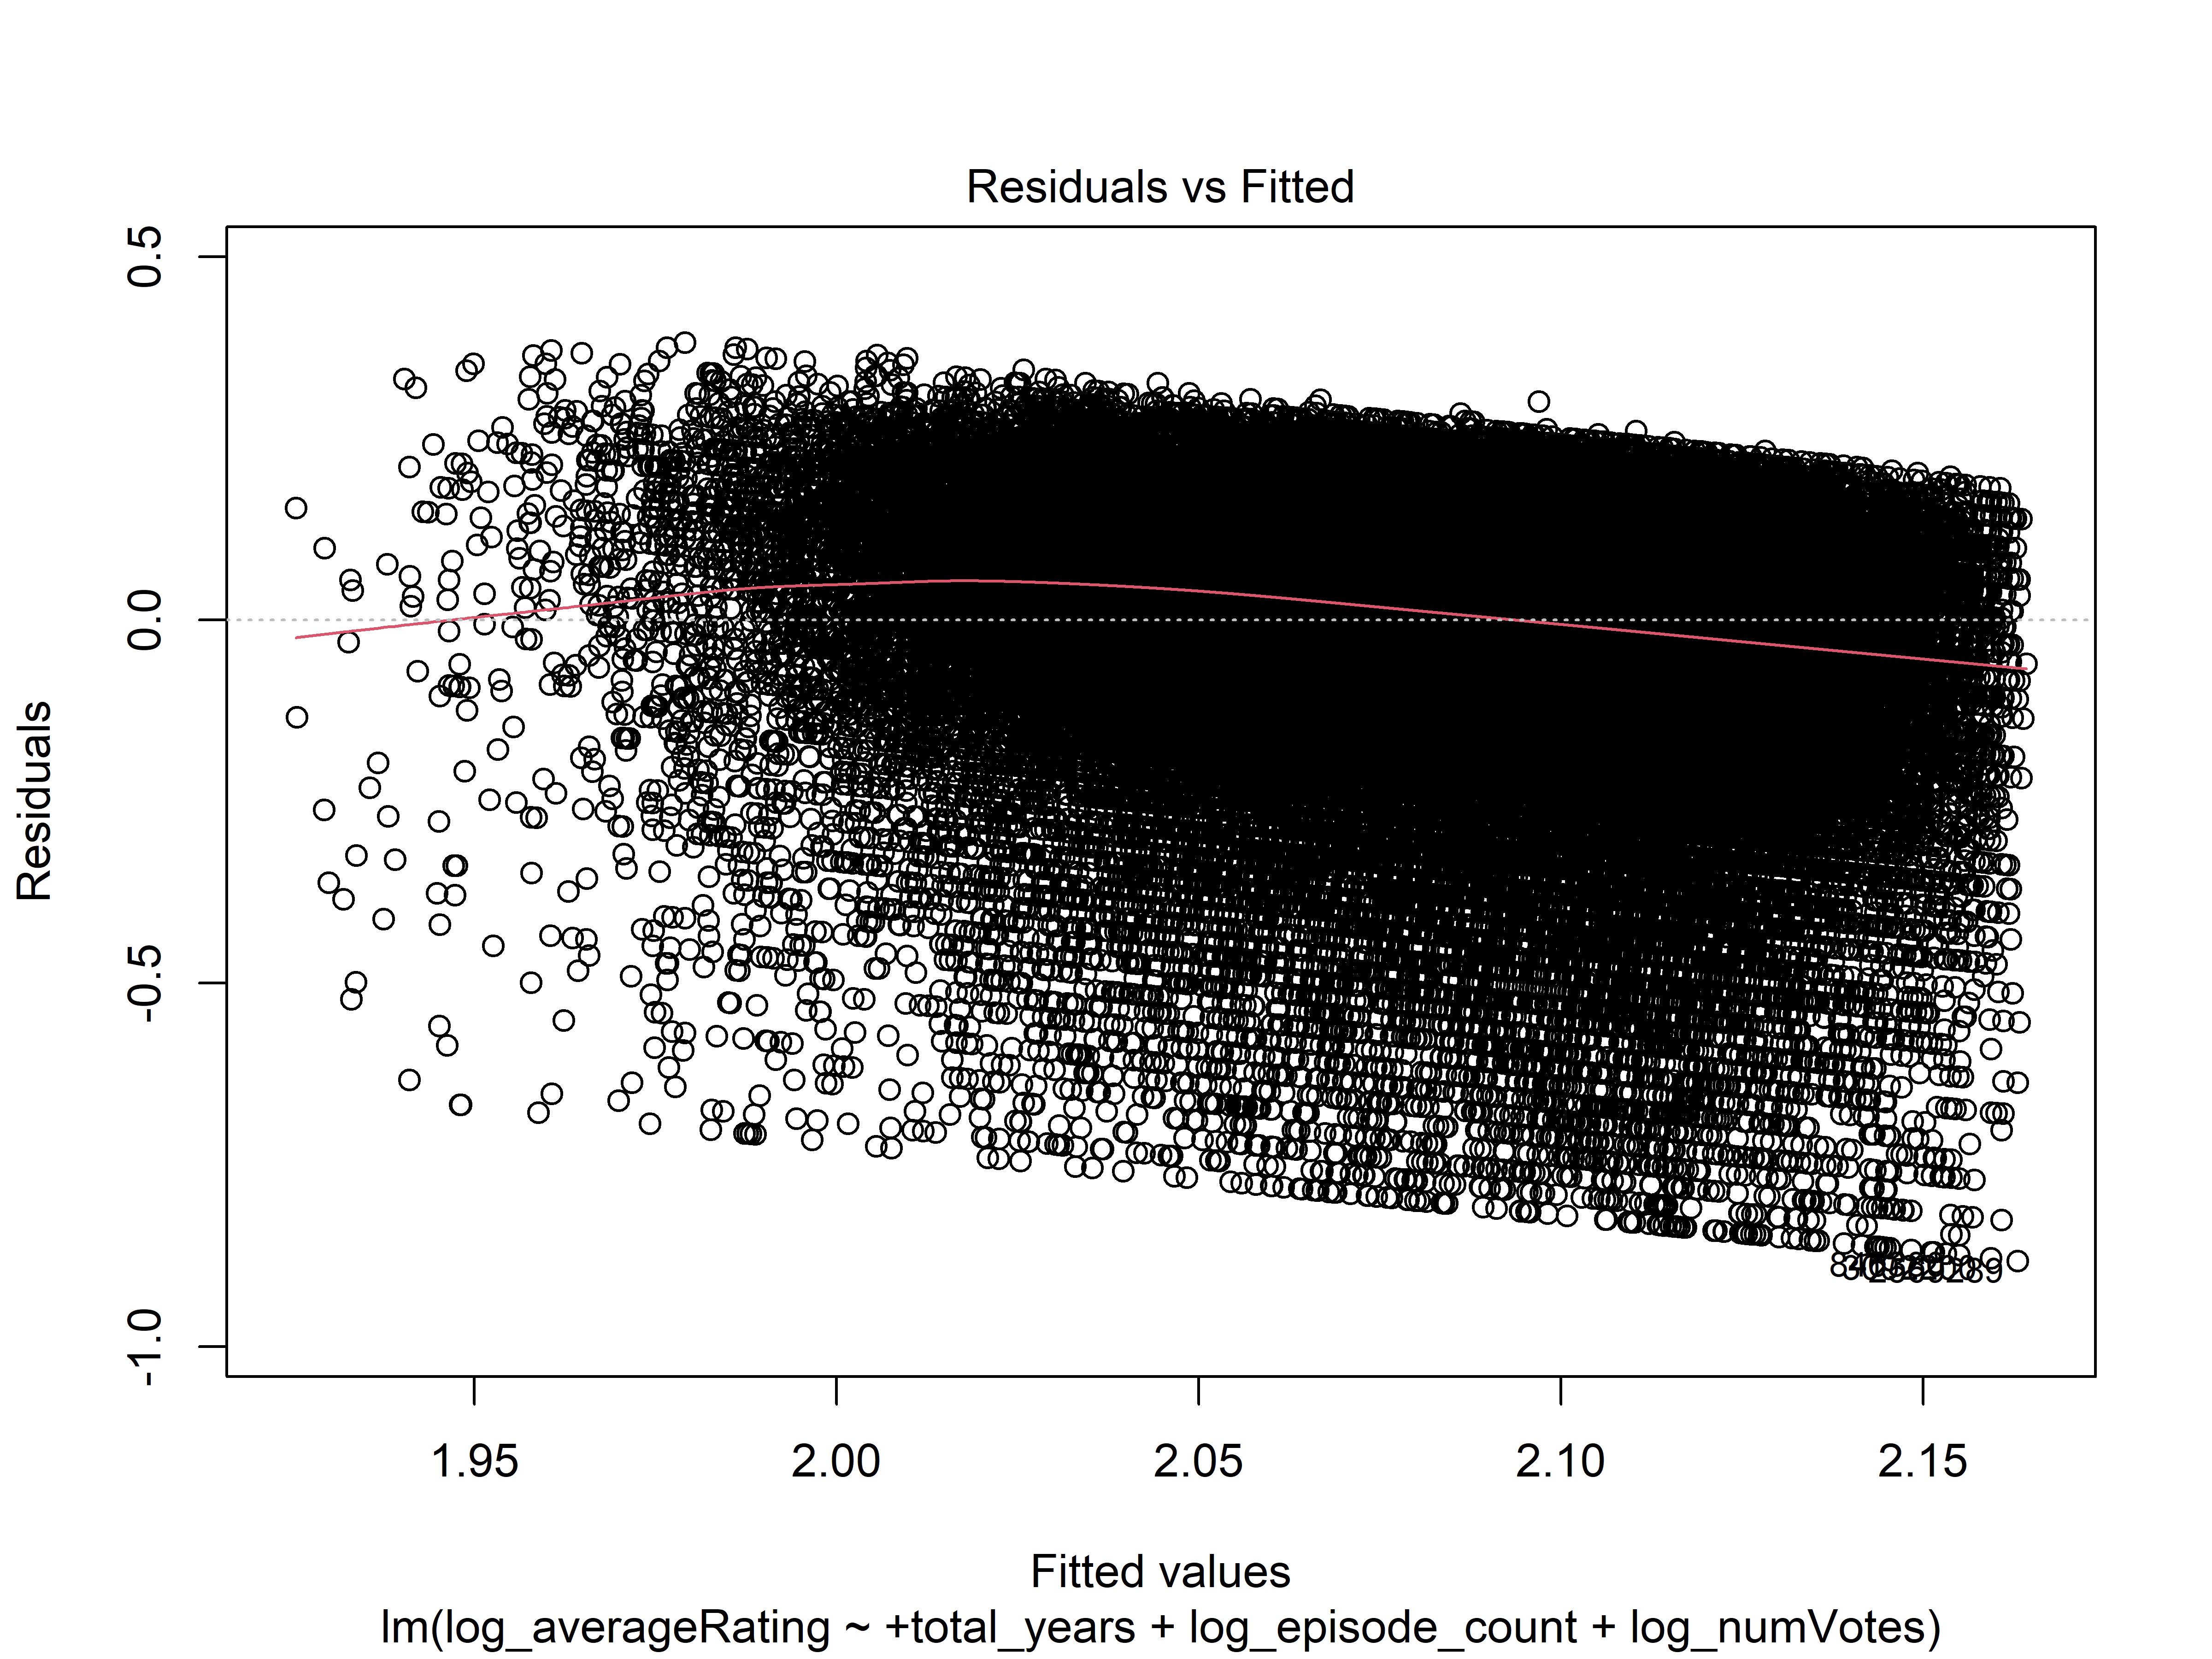 Residuals vs Fitted
0.5
0.0
-0.5
-1.0
Residuals
1.95 2.00 2.05 2.10 2.15
Fitted values
lm(log_averageRating ~ +total_years + log_episode_count + log_numVotes)